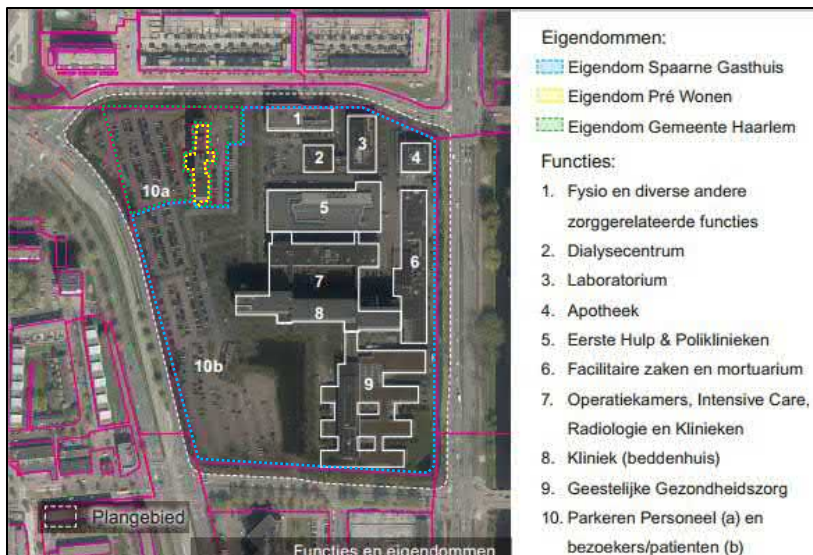 1
2
3
4
10a
5
6
7
8
10b
9
Plangebied
Functies en eigendommen
Eigendommen:
Eigendom Spaarne Gasthuis
Eigendom Pré Wonen
Eigendom Gemeente Haarlem
Functies:
1. Fysio en diverse andere
zorggerelateerde functies
2. Dialysecentrum
3. Laboratorium
4. Apotheek
5. Eerste Hulp & Poliklinieken
6. Facilitaire zaken en mortuarium
7. Operatiekamers, Intensive Care,
Radiologie en Klinieken
8. Kliniek (beddenhuis)
9. Geestelijke Gezondheidszorg
10. Parkeren Personeel (a) en
bezoekers/patienten (b)